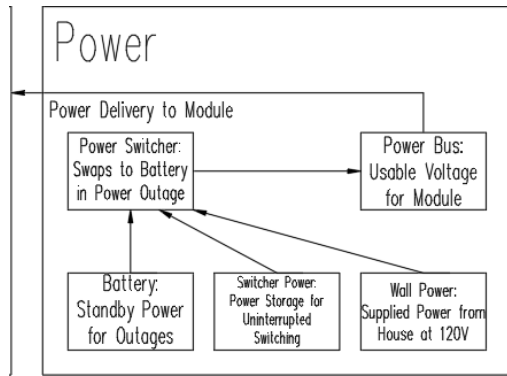 Power
Power Delivery to Module
Power Switcher:
Swaps to Battery
in Power Outage
Power Bus:
Usable Voltage
for Module
Battery:
Standby Power
for Outages
Switcher Power:
Power Storage for
Uninterrupted
Switching
Wall Power:
Supplied Power from
House at 120V